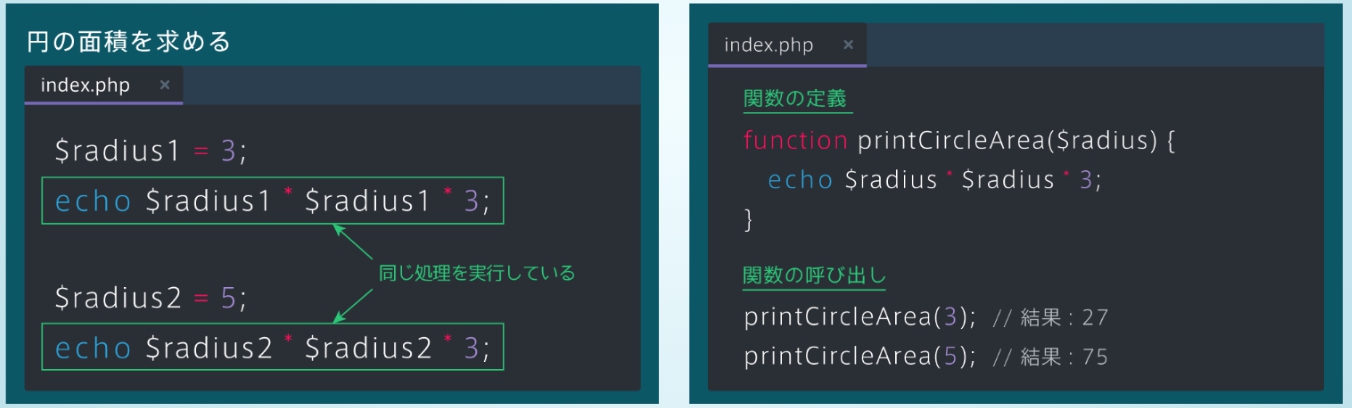 円の面積を求める
index.php ×
$radius1 = 3;
echo $radius1 * $radius1 * 3;
同じ処理を実行している
$radius2 = 5;
echo $radius2 * $radius2 * 3;
index.php ×
関数の定義
function printCircleArea($radius) {
echo $radius * $radius * 3;
}
関数の呼び出し
printCircleArea(3); // 結果 : 27
printCircleArea(5); // 結果 : 75